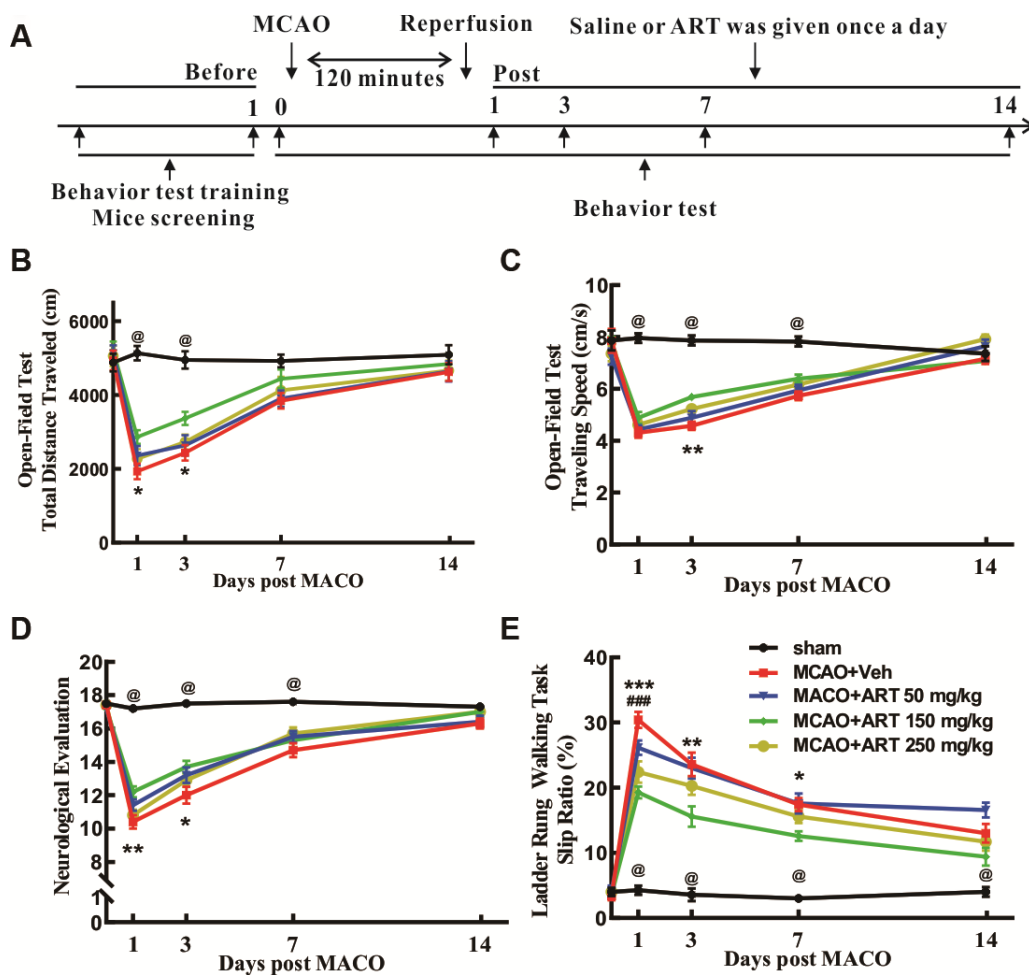 A
MCAO
Reperfusion
Saline or ART was given once a day
Before
120 minutes
Post
1 0 1 3 7 14
Behavior test training
Mice screening
Behavior test
B
Open-Field Test
Total Distance Traveled (cm)
6000
4000
2000
0
@ @
* *
1 3 7 14
Days post MACO
C
Open-Field Test
Traveling Speed (cm/s)
10
8
6
4
2
0
@ @ @
**
1 3 7 14
Days post MACO
D
Neurological Evaluation
20
18
16
14
12
10
8
0
@ @ @
** *
1 3 7 14
Days post MACO
E
Ladder Rung Walking Task
Slip Ratio (%)
40
30
20
10
0
sham
MCAO+Veh
MACO+ART 50 mg/kg
MCAO+ART 150 mg/kg
MCAO+ART 250 mg/kg
***
###
**
*
@ @ @ @
1 3 7 14
Days post MACO